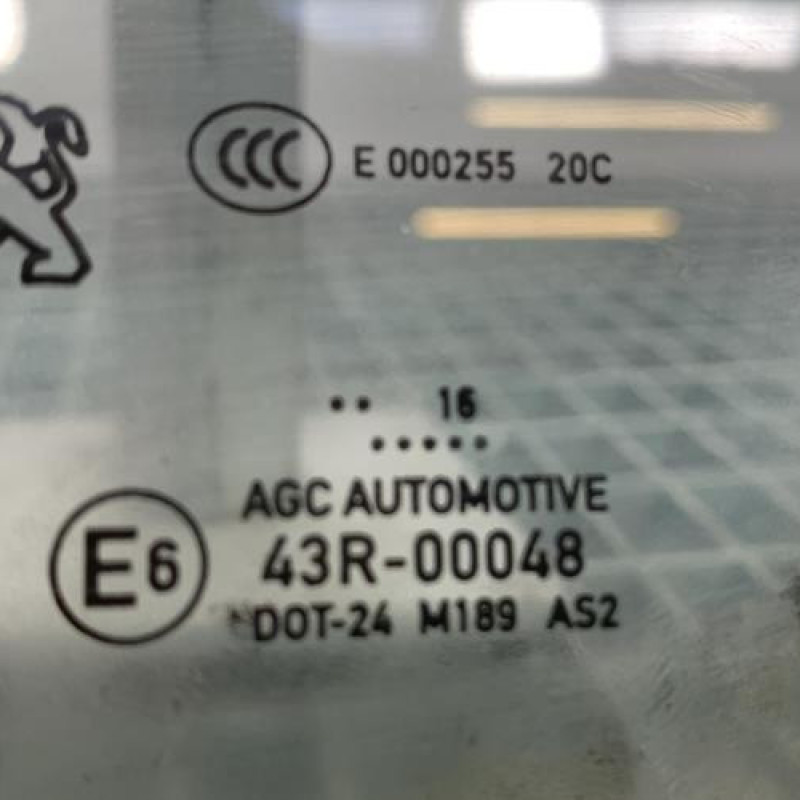 CCC E 000255 20C
•• 16
•••••
AGC AUTOMOTIVE
E6 43R-00048
DOT-24 M189 AS2